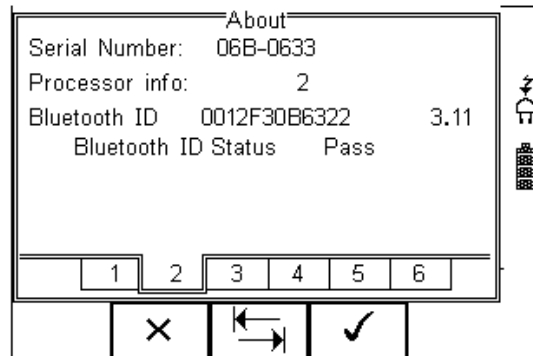 About
Serial Number: 06B-0633
Processor info: 2
Bluetooth ID 0012F30B6322 3.11
Bluetooth ID Status Pass
1 2 3 4 5 6